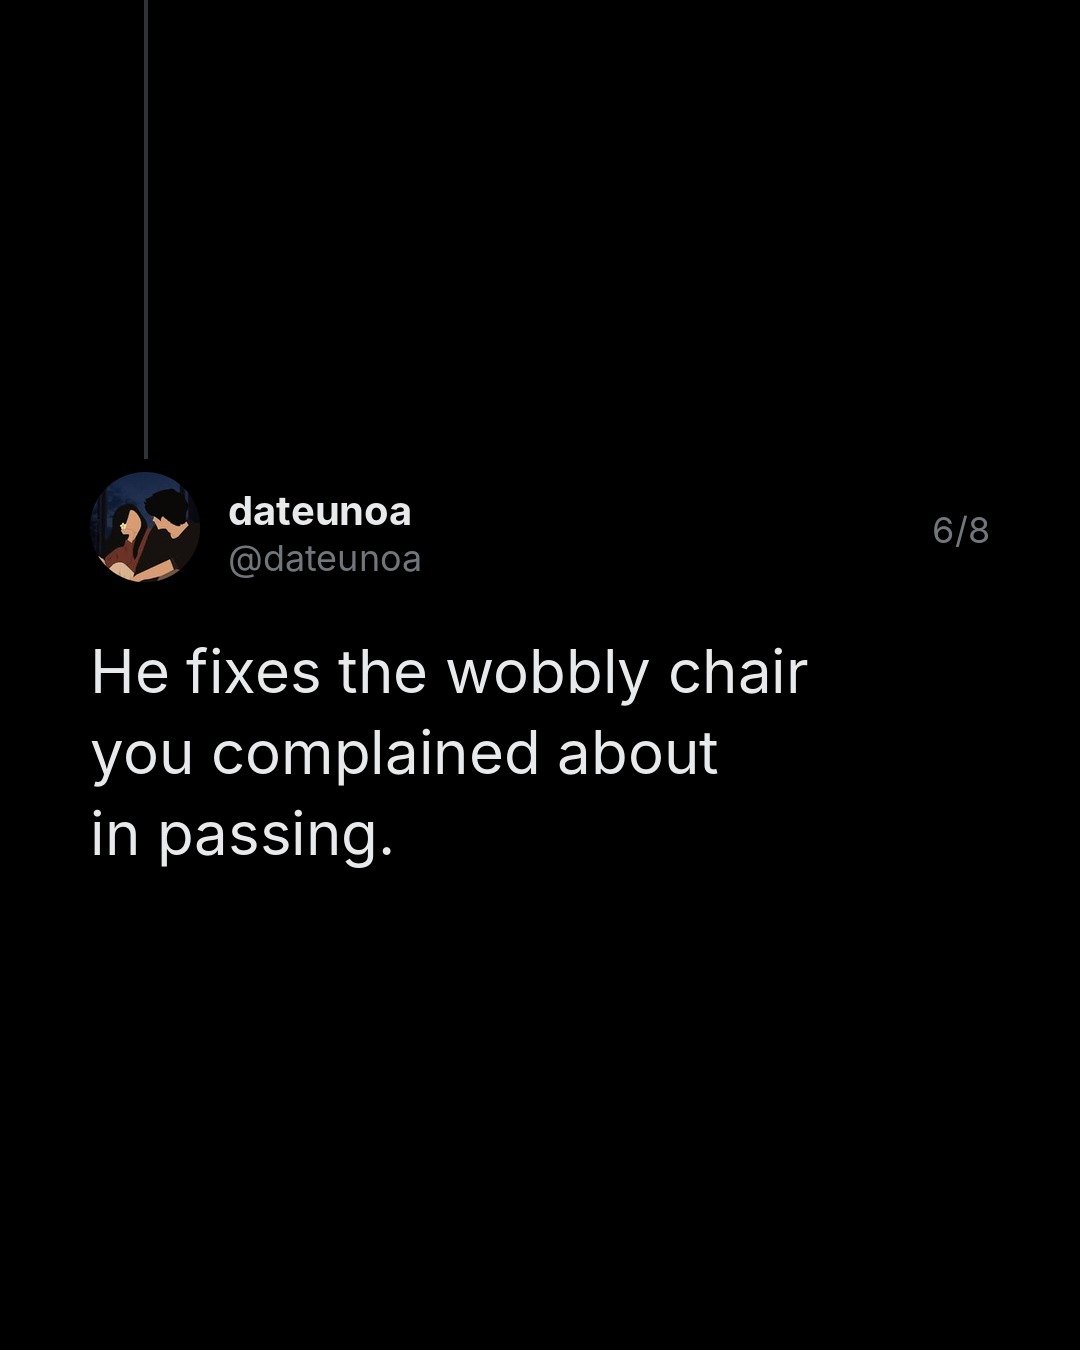 dateunoa
@dateunoa
6/8
He fixes the wobbly chair
you complained about
in passing.